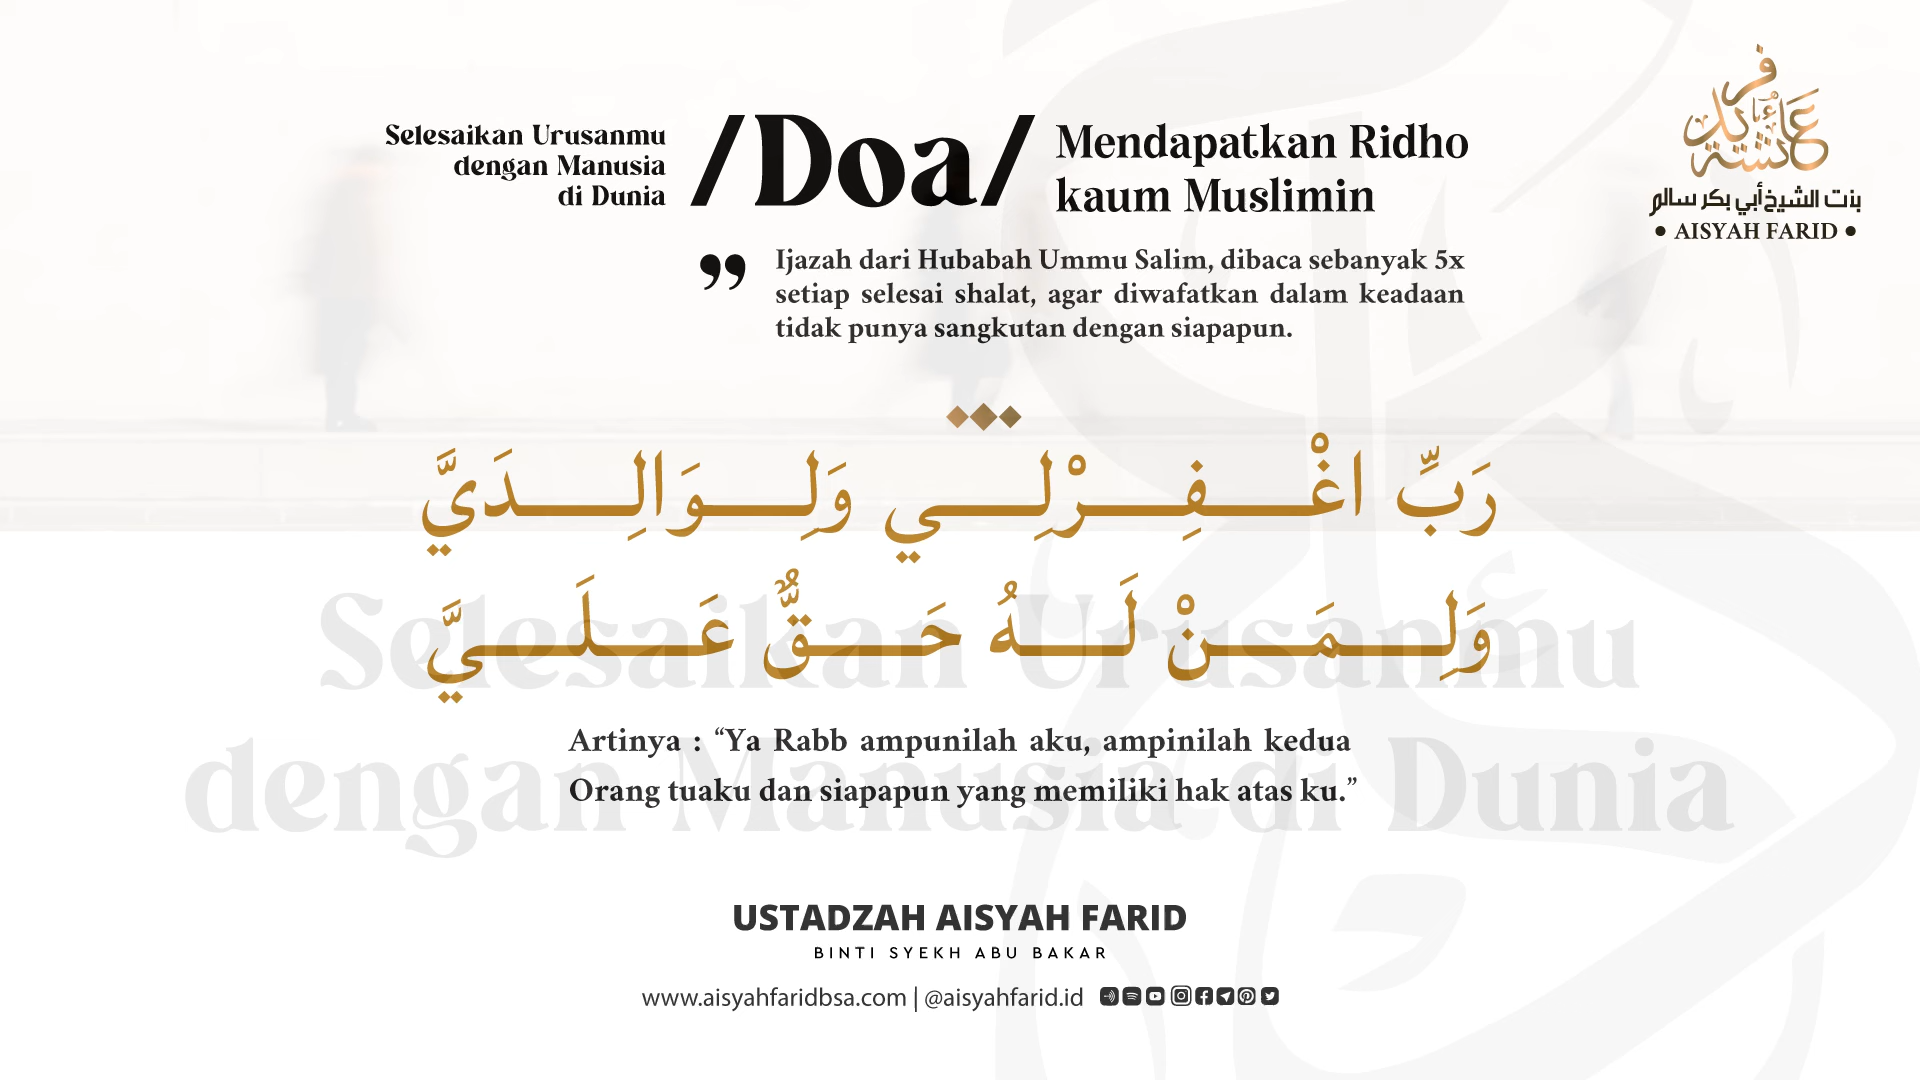 Selesaikan Urusanmu
dengan Manusia
di Dunia
/Doa/
Mendapatkan Ridho
kaum Muslimin
” Ijazah dari Hubabah Ummu Salim, dibaca sebanyak 5x
setiap selesai shalat, agar diwafatkan dalam keadaan
tidak punya sangkutan dengan siapapun.
عائشة فريد
بنت الشيخ أبي بكر سالم
• AISYAH FARID •
رَبِّ اغْفِرْلِي وَلِوَالِدَيَّ
وَلِمَنْ لَهُ حَقٌّ عَلَيَّ
Selesaikan Urusanmu
dengan Manusia di Dunia
Artinya : “Ya Rabb ampunilah aku, ampinilah kedua
Orang tuaku dan siapapun yang memiliki hak atas ku.”
USTADZAH AISYAH FARID
BINTI SYEKH ABU BAKAR
www.aisyahfaridbsa.com | @aisyahfarid.id